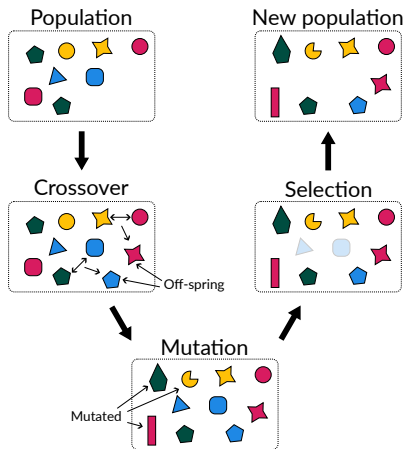 Population
New population
Crossover
Selection
Off-spring
Mutation
Mutated